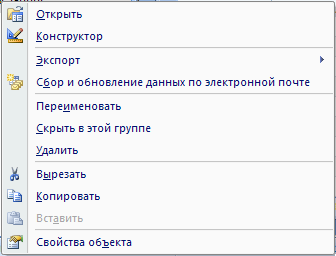 Открыть
Конструктор
Экспорт
Сбор и обновление данных по электронной почте
Переименовать
Скрыть в этой группе
Удалить
Вырезать
Копировать
Вставить
Свойства объекта